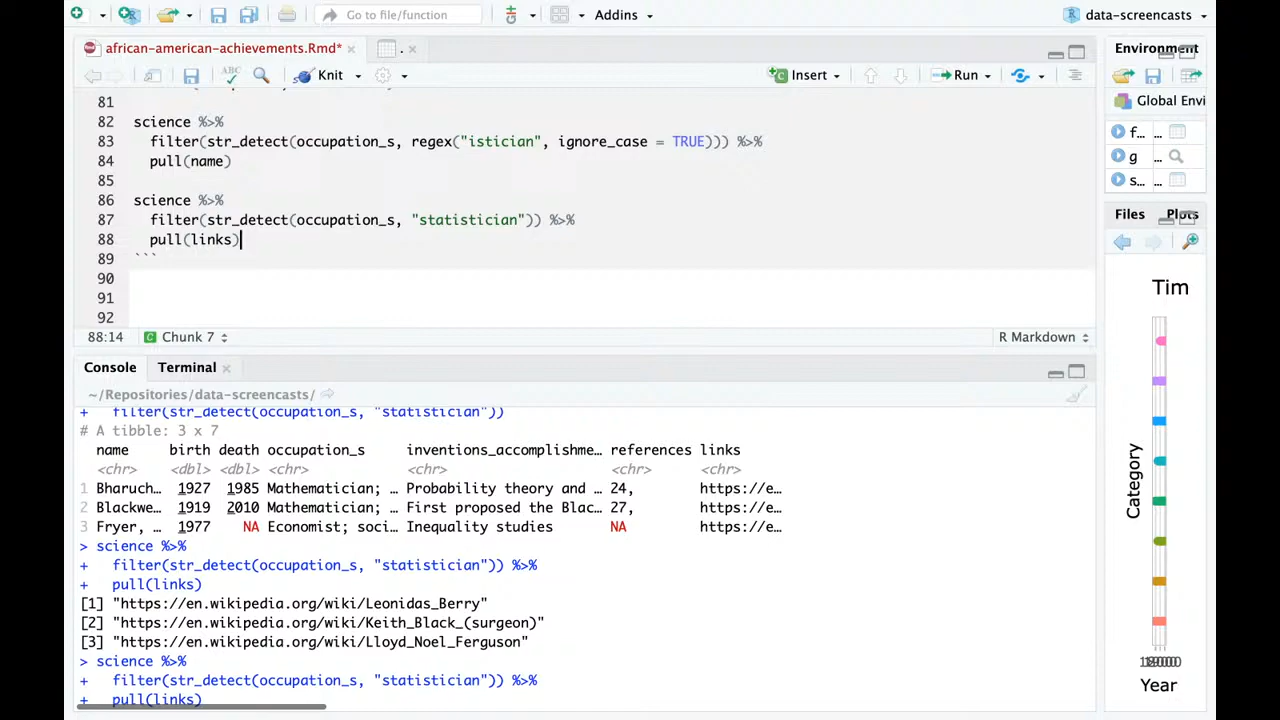 Go to file/function
Addins
data-screencasts
african-american-achievements.Rmd*
.
Environment
ABC
Knit
Insert
Run
Global Envi
81
82 science %>%
83 filter(str_detect(occupation_s, regex("istician", ignore_case = TRUE))) %>%
84 pull(name)
85
86 science %>%
87 filter(str_detect(occupation_s, "statistician")) %>%
88 pull(links)
89 ```
90
91
92
f… …
g …
s… …
88:14
Chunk 7
R Markdown
Files
Plots
Console
Terminal
~/Repositories/data-screencasts/
+ filter(str_detect(occupation_s, "statistician"))
# A tibble: 3 x 7
name birth death occupation_s inventions_accomplishme… references links
<chr> <dbl> <dbl> <chr> <chr> <chr> <chr>
1 Bharuch… 1927 1985 Mathematician; … Probability theory and … 24, https://e…
2 Blackwe… 1919 2010 Mathematician; … First proposed the Blac… 27, https://e…
3 Fryer, … 1977 NA Economist; soci… Inequality studies NA https://e…
> science %>%
+ filter(str_detect(occupation_s, "statistician")) %>%
+ pull(links)
[1] "https://en.wikipedia.org/wiki/Leonidas_Berry"
[2] "https://en.wikipedia.org/wiki/Keith_Black_(surgeon)"
[3] "https://en.wikipedia.org/wiki/Lloyd_Noel_Ferguson"
> science %>%
+ filter(str_detect(occupation_s, "statistician")) %>%
+ pull(links)
Tim
Category
Year